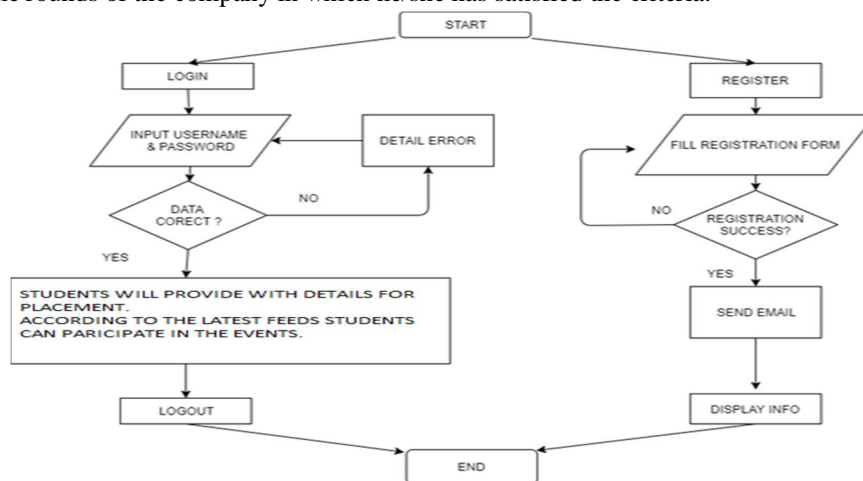 rounds of the company in which he/she has satisfied the criteria.
START
LOGIN
REGISTER
INPUT USERNAME
& PASSWORD
DETAIL ERROR
FILL REGISTRATION FORM
DATA
CORECT ?
NO
NO
REGISTRATION
SUCCESS?
YES
YES
STUDENTS WILL PROVIDE WITH DETAILS FOR
PLACEMENT.
ACCORDING TO THE LATEST FEEDS STUDENTS
CAN PARICIPATE IN THE EVENTS.
SEND EMAIL
LOGOUT
DISPLAY INFO
END